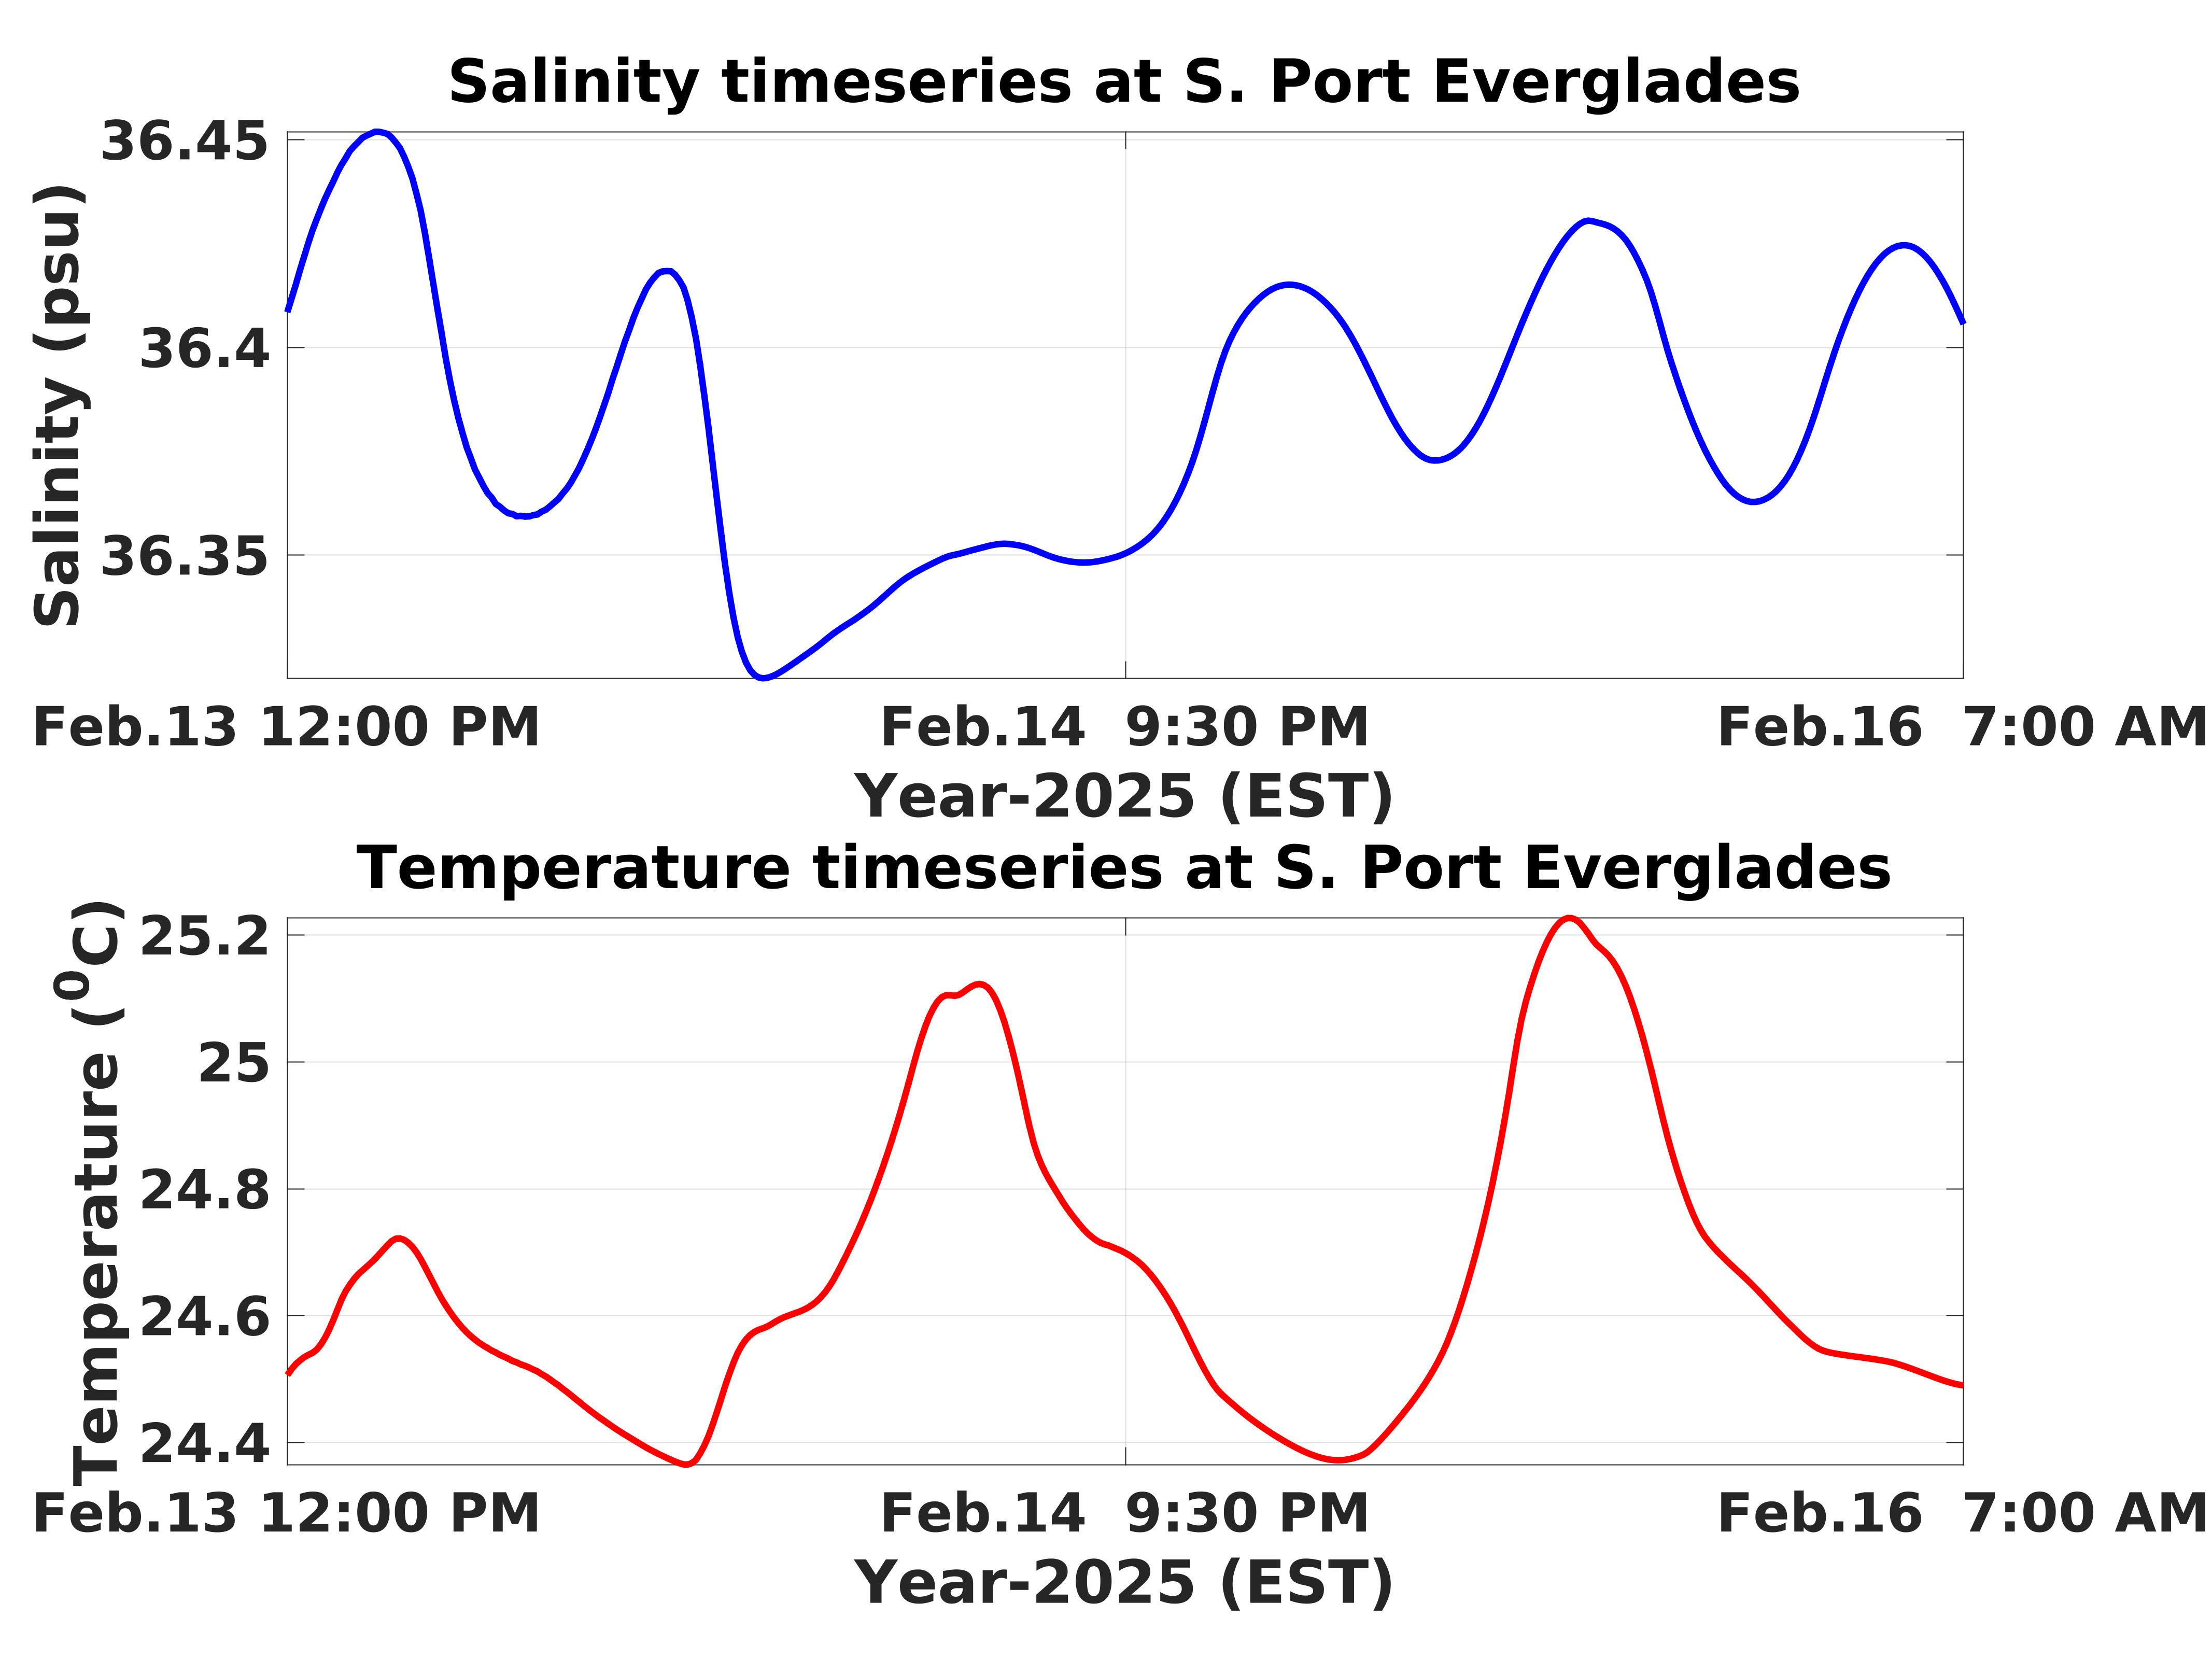 Salinity timeseries at S. Port Everglades
Salinity (psu)
36.45
36.4
36.35
Feb.13 12:00 PM
Feb.14 9:30 PM
Feb.16 7:00 AM
Year-2025 (EST)
Temperature timeseries at S. Port Everglades
Temperature (⁰C)
25.2
25
24.8
24.6
24.4
Feb.13 12:00 PM
Feb.14 9:30 PM
Feb.16 7:00 AM
Year-2025 (EST)